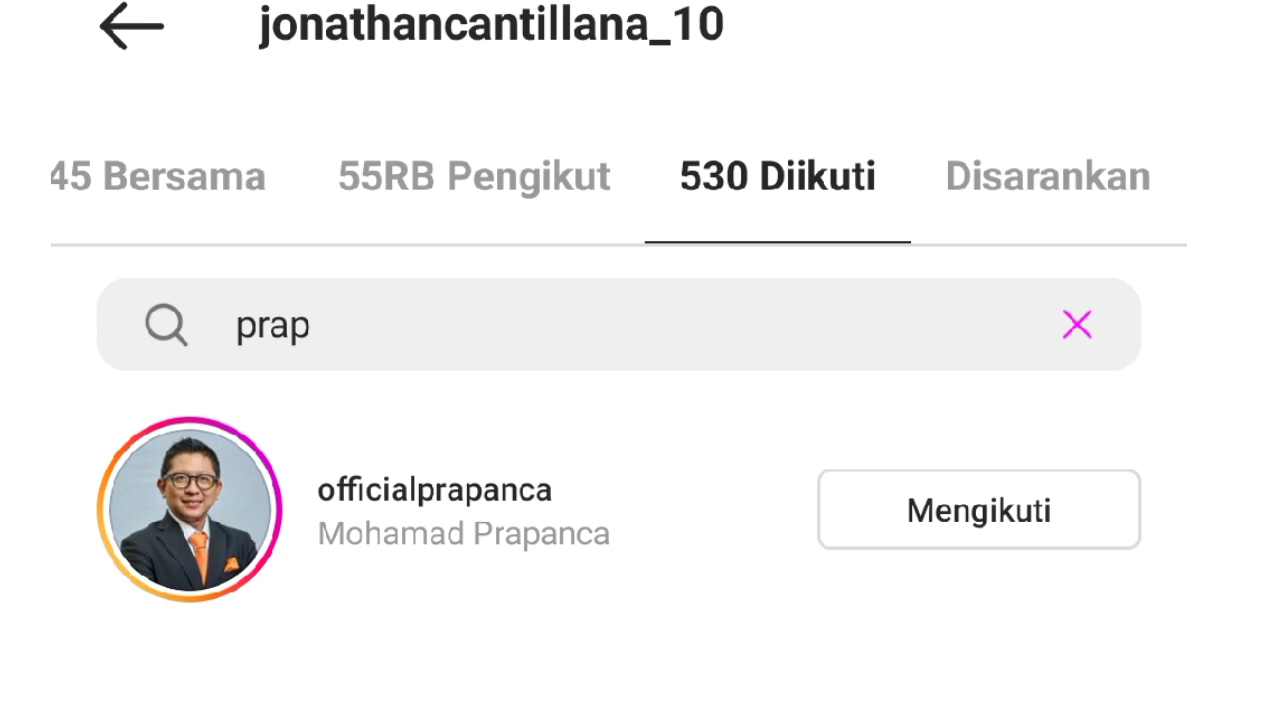 jonathancantillana_10
45 Bersama 55RB Pengikut 530 Diikuti Disarankan
prap
officialprapanca
Mohamad Prapanca
Mengikuti